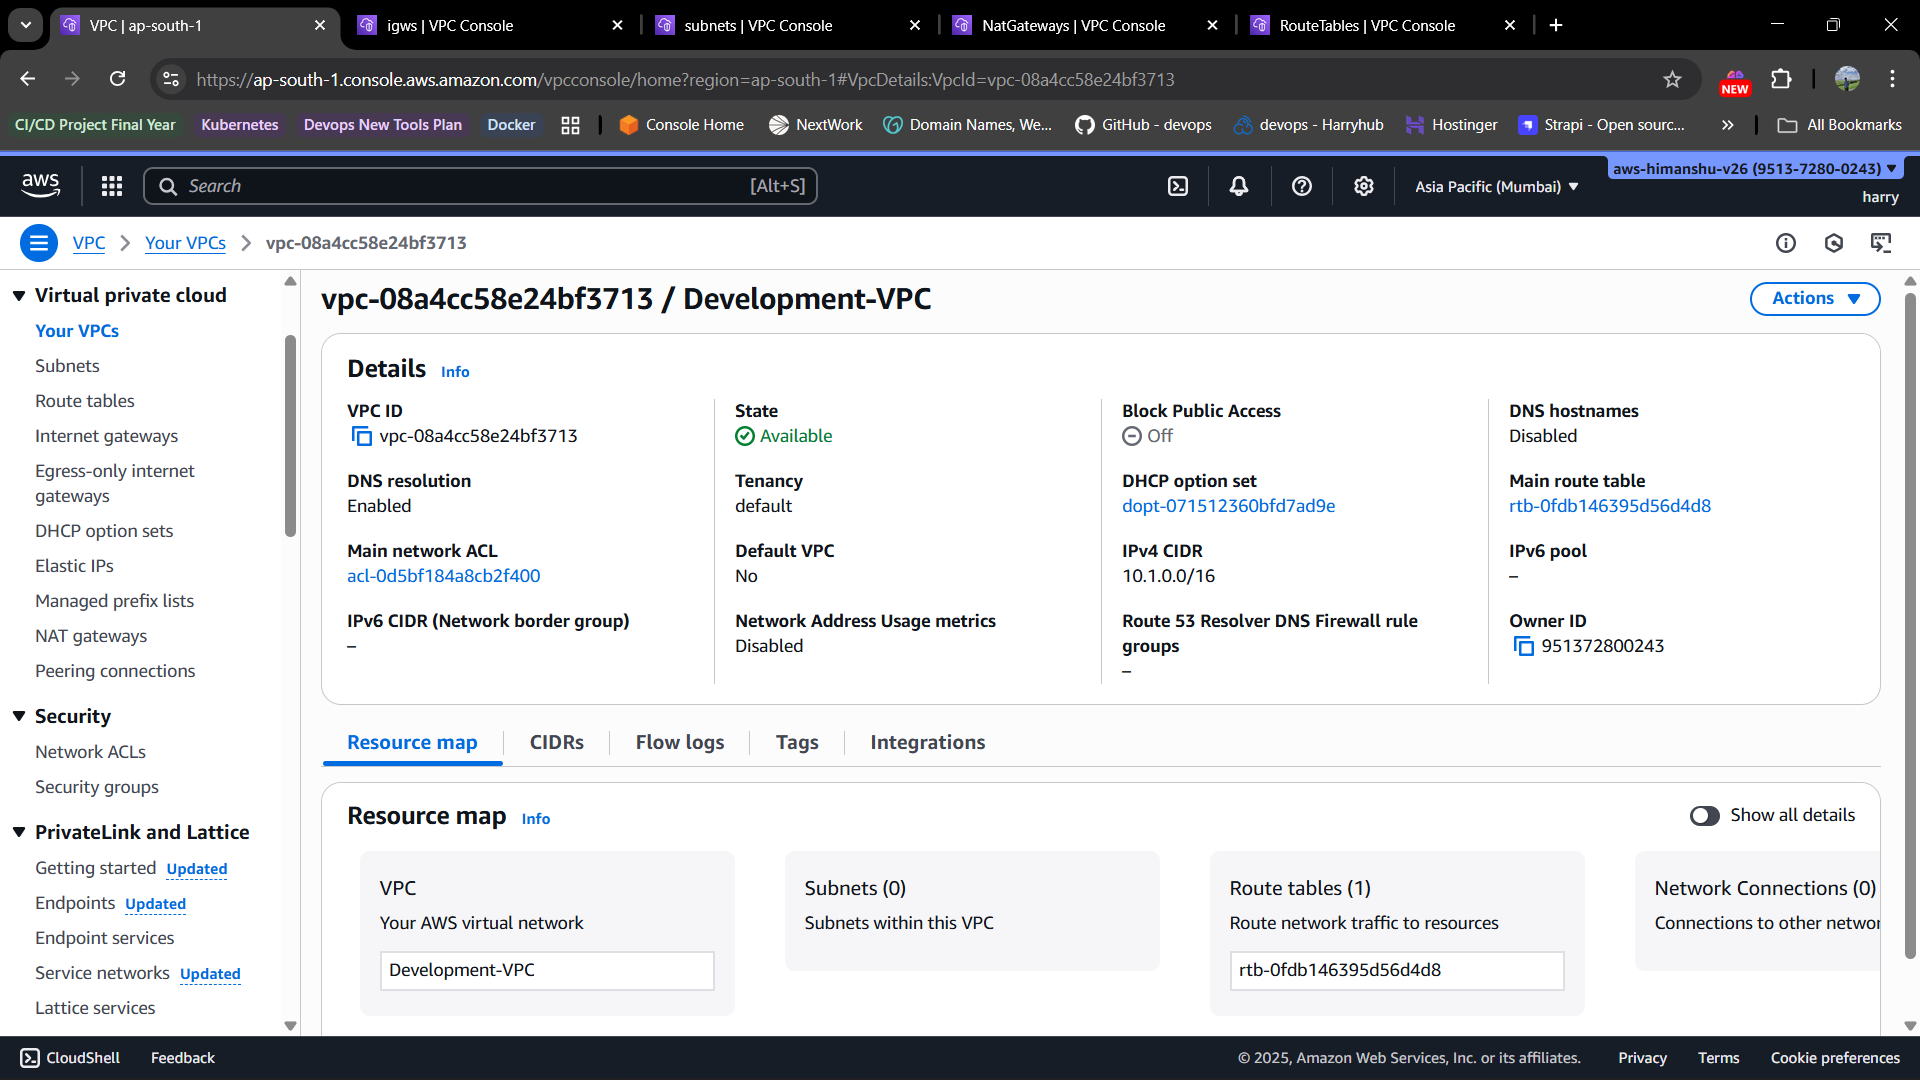 VPC | ap-south-1
igws | VPC Console
subnets | VPC Console
NatGateways | VPC Console
RouteTables | VPC Console
https://ap-south-1.console.aws.amazon.com/vpcconsole/home?region=ap-south-1#VpcDetails:VpcId=vpc-08a4cc58e24bf3713
NEW
CI/CD Project Final Year
Kubernetes
Devops New Tools Plan
Docker
Console Home
NextWork
Domain Names, We...
GitHub - devops
devops - Harryhub
Hostinger
Strapi - Open sourc...
All Bookmarks
aws
Search
[Alt+S]
Asia Pacific (Mumbai)
aws-himanshu-v26 (9513-7280-0243)
harry
VPC
Your VPCs
vpc-08a4cc58e24bf3713
Virtual private cloud
Your VPCs
Subnets
Route tables
Internet gateways
Egress-only internet
gateways
DHCP option sets
Elastic IPs
Managed prefix lists
NAT gateways
Peering connections
Security
Network ACLs
Security groups
PrivateLink and Lattice
Getting started Updated
Endpoints Updated
Endpoint services
Service networks Updated
Lattice services
vpc-08a4cc58e24bf3713 / Development-VPC
Actions
Details Info
VPC ID
vpc-08a4cc58e24bf3713
State
Available
Block Public Access
Off
DNS hostnames
Disabled
DNS resolution
Enabled
Tenancy
default
DHCP option set
dopt-071512360bfd7ad9e
Main route table
rtb-0fdb146395d56d4d8
Main network ACL
acl-0d5bf184a8cb2f400
Default VPC
No
IPv4 CIDR
10.1.0.0/16
IPv6 pool
–
IPv6 CIDR (Network border group)
–
Network Address Usage metrics
Disabled
Route 53 Resolver DNS Firewall rule
groups
–
Owner ID
951372800243
Resource map
CIDRs
Flow logs
Tags
Integrations
Resource map Info
Show all details
VPC
Your AWS virtual network
Development-VPC
Subnets (0)
Subnets within this VPC
Route tables (1)
Route network traffic to resources
rtb-0fdb146395d56d4d8
Network Connections (0)
Connections to other networ
CloudShell
Feedback
© 2025, Amazon Web Services, Inc. or its affiliates.
Privacy
Terms
Cookie preferences